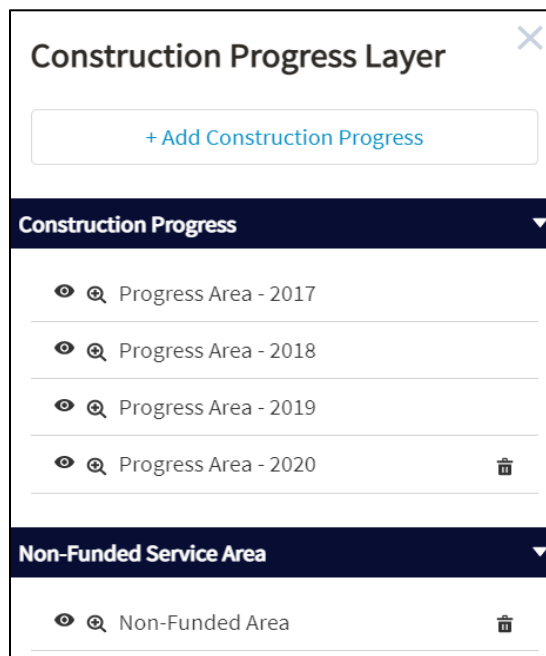 Construction Progress Layer
+ Add Construction Progress
Construction Progress
Progress Area - 2017
Progress Area - 2018
Progress Area - 2019
Progress Area - 2020
Non-Funded Service Area
Non-Funded Area